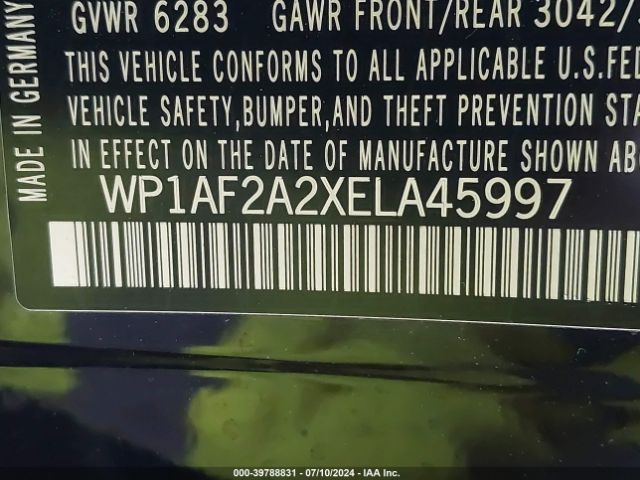 MADE IN GERMANY
GVWR 6283 GAWR FRONT/REAR 3042/
THIS VEHICLE CONFORMS TO ALL APPLICABLE U.S.FEL
VEHICLE SAFETY,BUMPER,AND THEFT PREVENTION STA
IN EFFECT ON THE DATE OF MANUFACTURE SHOWN AB
WP1AF2A2XELA45997
000-39788831 - 07/10/2024 - IAA Inc.